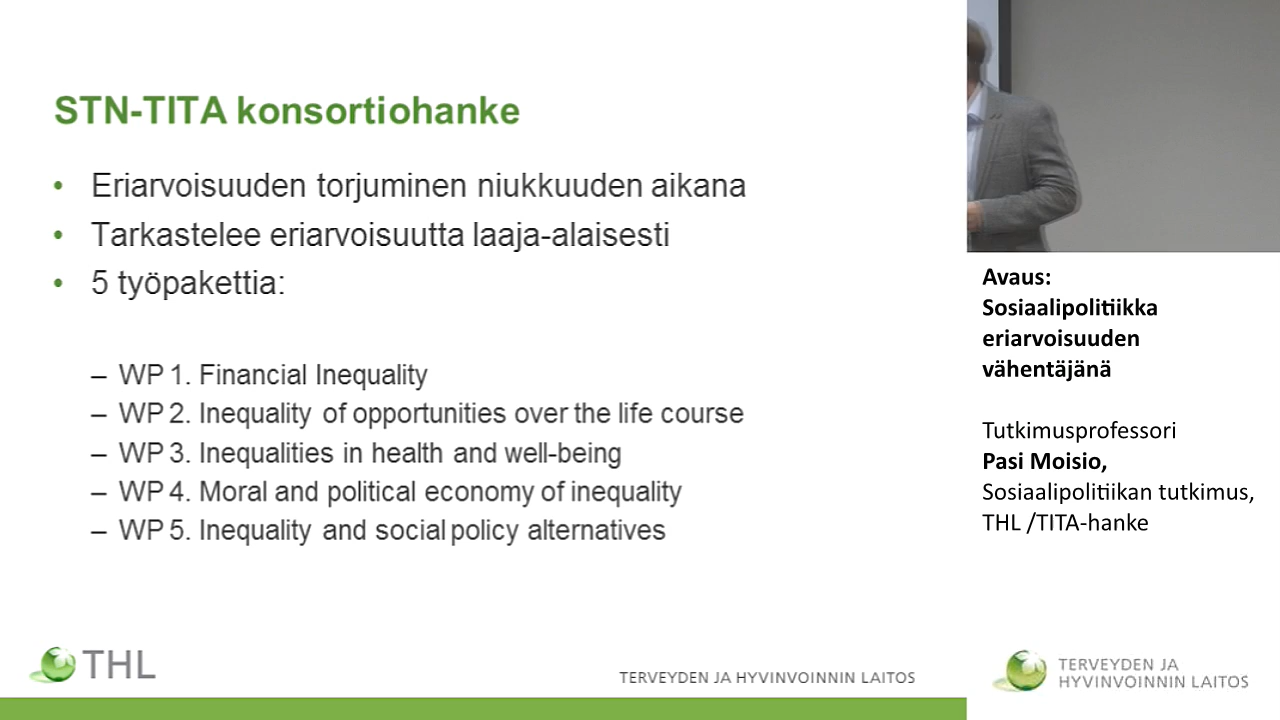 STN-TITA konsortiohanke
• Eriarvoisuuden torjuminen niukkuuden aikana
• Tarkastelee eriarvoisuutta laaja-alaisesti
• 5 työpakettia:
– WP 1. Financial Inequality
– WP 2. Inequality of opportunities over the life course
– WP 3. Inequalities in health and well-being
– WP 4. Moral and political economy of inequality
– WP 5. Inequality and social policy alternatives
THL
TERVEYDEN JA HYVINVOINNIN LAITOS
Avaus:
Sosiaalipolitiikka
eriarvoisuuden
vähentäjänä
Tutkimusprofessori
Pasi Moisio,
Sosiaalipolitiikan tutkimus,
THL /TITA-hanke
TERVEYDEN JA
HYVINVOINNIN LAITOS